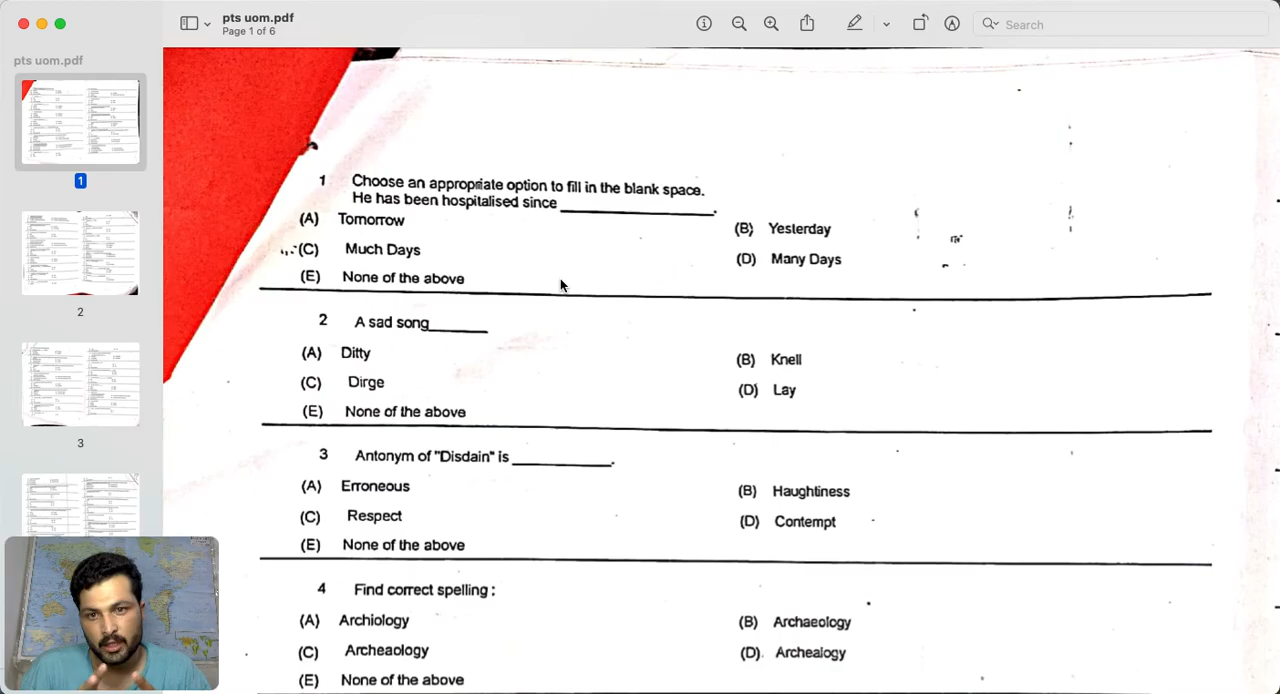 pts uom.pdf
Page 1 of 6
Search
pts uom.pdf
1
2
3
1 Choose an appropriate option to fill in the blank space.
He has been hospitalised since ______________.
(A) Tomorrow
(B) Yesterday
(C) Much Days
(D) Many Days
(E) None of the above
2 A sad song______
(A) Ditty
(B) Knell
(C) Dirge
(D) Lay
(E) None of the above
3 Antonym of "Disdain" is __________.
(A) Erroneous
(B) Haughtiness
(C) Respect
(D) Contempt
(E) None of the above
4 Find correct spelling :
(A) Archiology
(B) Archaeology
(C) Archeaology
(D). Archealogy
(E) None of the above